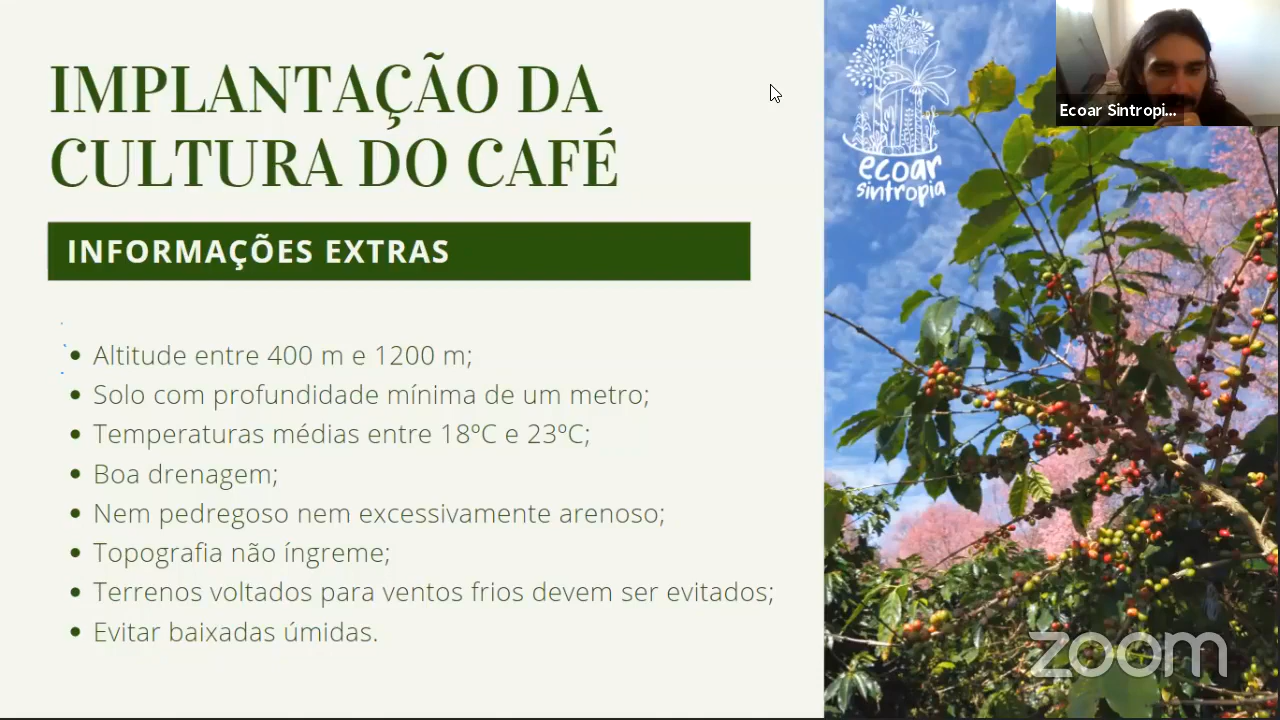 IMPLANTAÇÃO DA
CULTURA DO CAFÉ
INFORMAÇÕES EXTRAS
• Altitude entre 400 m e 1200 m;
• Solo com profundidade mínima de um metro;
• Temperaturas médias entre 18ºC e 23ºC;
• Boa drenagem;
• Nem pedregoso nem excessivamente arenoso;
• Topografia não íngreme;
• Terrenos voltados para ventos frios devem ser evitados;
• Evitar baixadas úmidas.
ecoar
sintropia
Ecoar Sintropi...
zoom